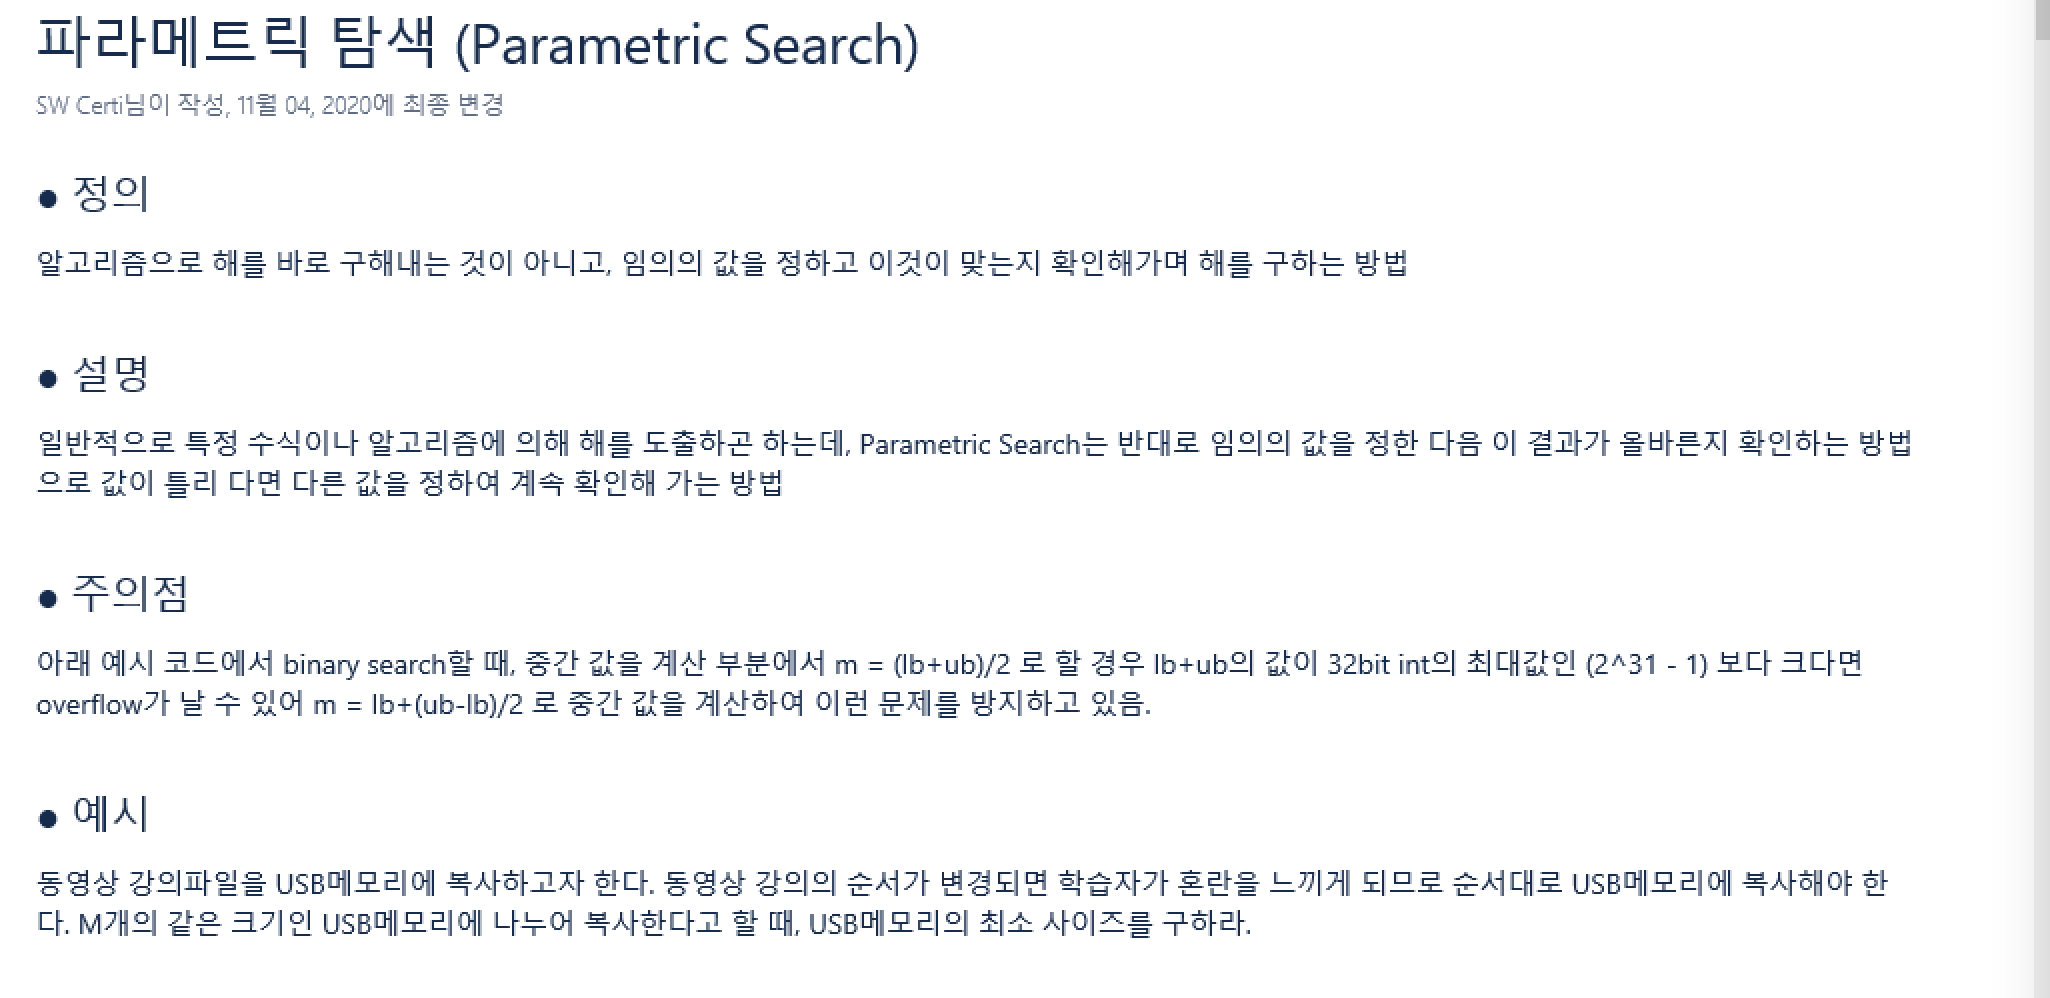 파라메트릭 탐색 (Parametric Search)
SW Certi님이 작성, 11월 04, 2020에 최종 변경
● 정의
알고리즘으로 해를 바로 구해내는 것이 아니고, 임의의 값을 정하고 이것이 맞는지 확인해가며 해를 구하는 방법
● 설명
일반적으로 특정 수식이나 알고리즘에 의해 해를 도출하곤 하는데, Parametric Search는 반대로 임의의 값을 정한 다음 이 결과가 올바른지 확인하는 방법
으로 값이 틀리 다면 다른 값을 정하여 계속 확인해 가는 방법
● 주의점
아래 예시 코드에서 binary search할 때, 중간 값을 계산 부분에서 m = (lb+ub)/2 로 할 경우 lb+ub의 값이 32bit int의 최대값인 (2^31 - 1) 보다 크다면
overflow가 날 수 있어 m = lb+(ub-lb)/2 로 중간 값을 계산하여 이런 문제를 방지하고 있음.
● 예시
동영상 강의파일을 USB메모리에 복사하고자 한다. 동영상 강의의 순서가 변경되면 학습자가 혼란을 느끼게 되므로 순서대로 USB메모리에 복사해야 한
다. M개의 같은 크기인 USB메모리에 나누어 복사한다고 할 때, USB메모리의 최소 사이즈를 구하라.